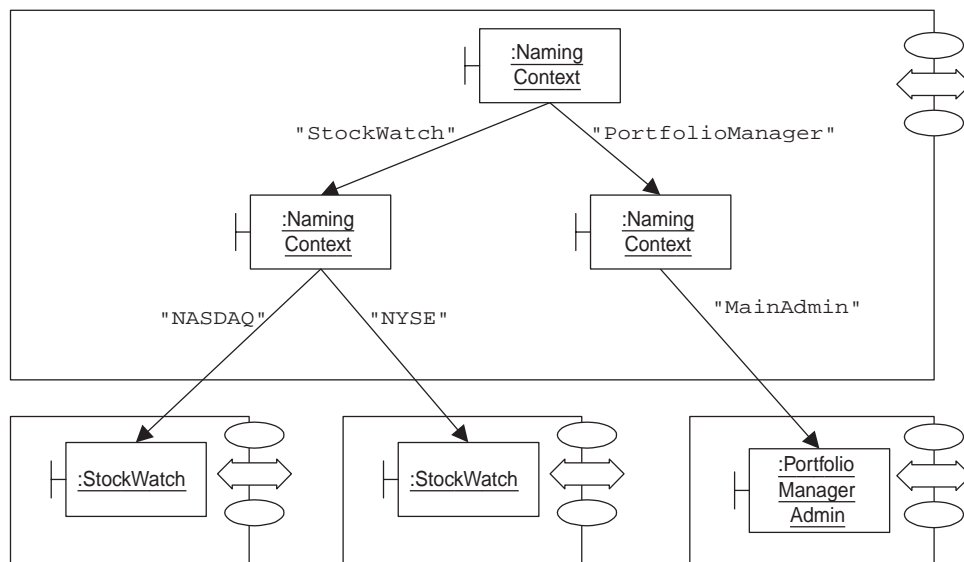 :Naming
Context
"StockWatch"
"PortfolioManager"
:Naming
Context
:Naming
Context
"NASDAQ"
"NYSE"
"MainAdmin"
:StockWatch
:StockWatch
:Portfolio
Manager
Admin